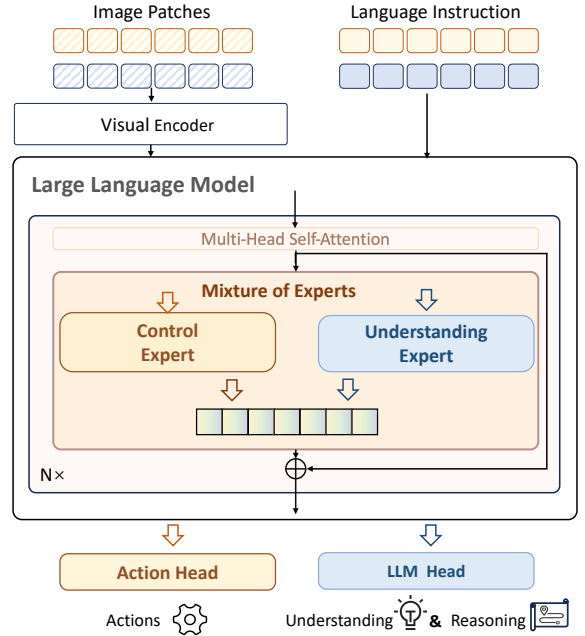 Image Patches
Language Instruction
Visual Encoder
Large Language Model
Multi-Head Self-Attention
Mixture of Experts
Control
Expert
Understanding
Expert
N×
Action Head
LLM Head
Actions
Understanding & Reasoning